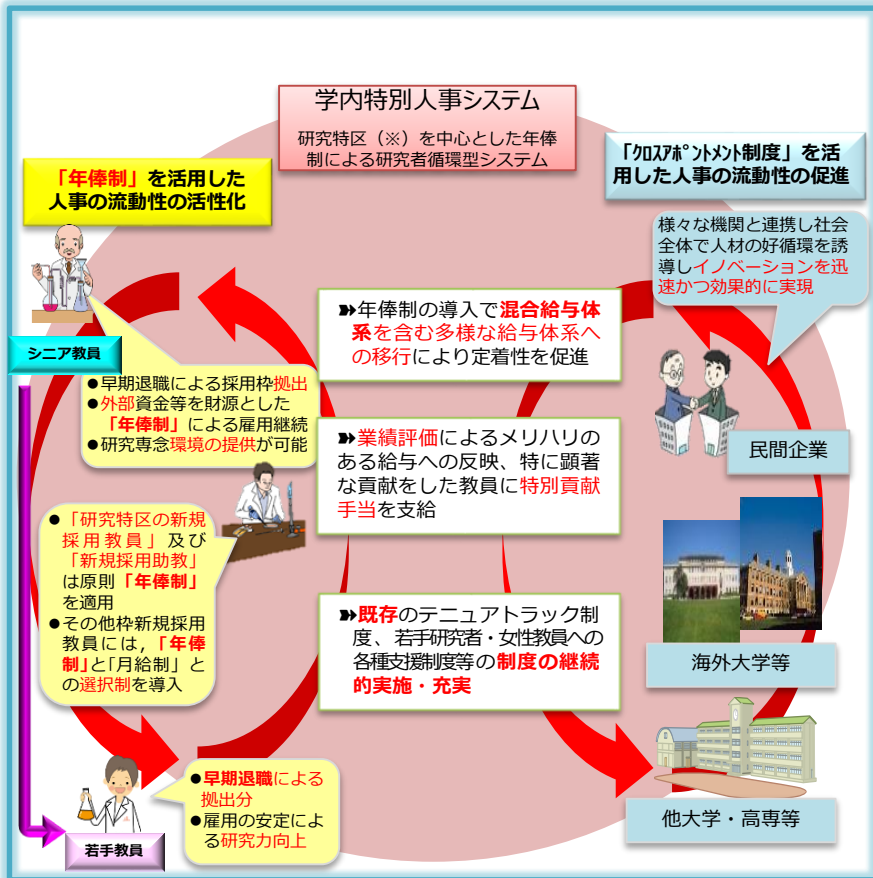 学内特別人事システム
研究特区（※）を中心とした年俸
制による研究者循環型システム
「年俸制」を活用した
人事の流動性の活性化
「ｸﾛｽｱﾎﾟﾝﾄﾒﾝﾄ制度」を活
用した人事の流動性の促進
様々な機関と連携し社会
全体で人材の好循環を誘
導しイノベーションを迅
速かつ効果的に実現
シニア教員
●早期退職による採用枠拠出
●外部資金等を財源とした
「年俸制」による雇用継続
●研究専念環境の提供が可能
➽年俸制の導入で混合給与体
系を含む多様な給与体系へ
の移行により定着性を促進
➽業績評価によるメリハリの
ある給与への反映、特に顕著
な貢献をした教員に特別貢献
手当を支給
➽既存のテニュアトラック制
度、若手研究者・女性教員への
各種支援制度等の制度の継続
的実施・充実
● 「研究特区の新規
採用教員」及び
「新規採用助教」
は原則「年俸制」
を適用
●その他枠新規採用
教員には，「年俸
制」と「月給制」と
の選択制を導入
民間企業
海外大学等
他大学・高専等
●早期退職による
拠出分
●雇用の安定によ
る研究力向上
若手教員